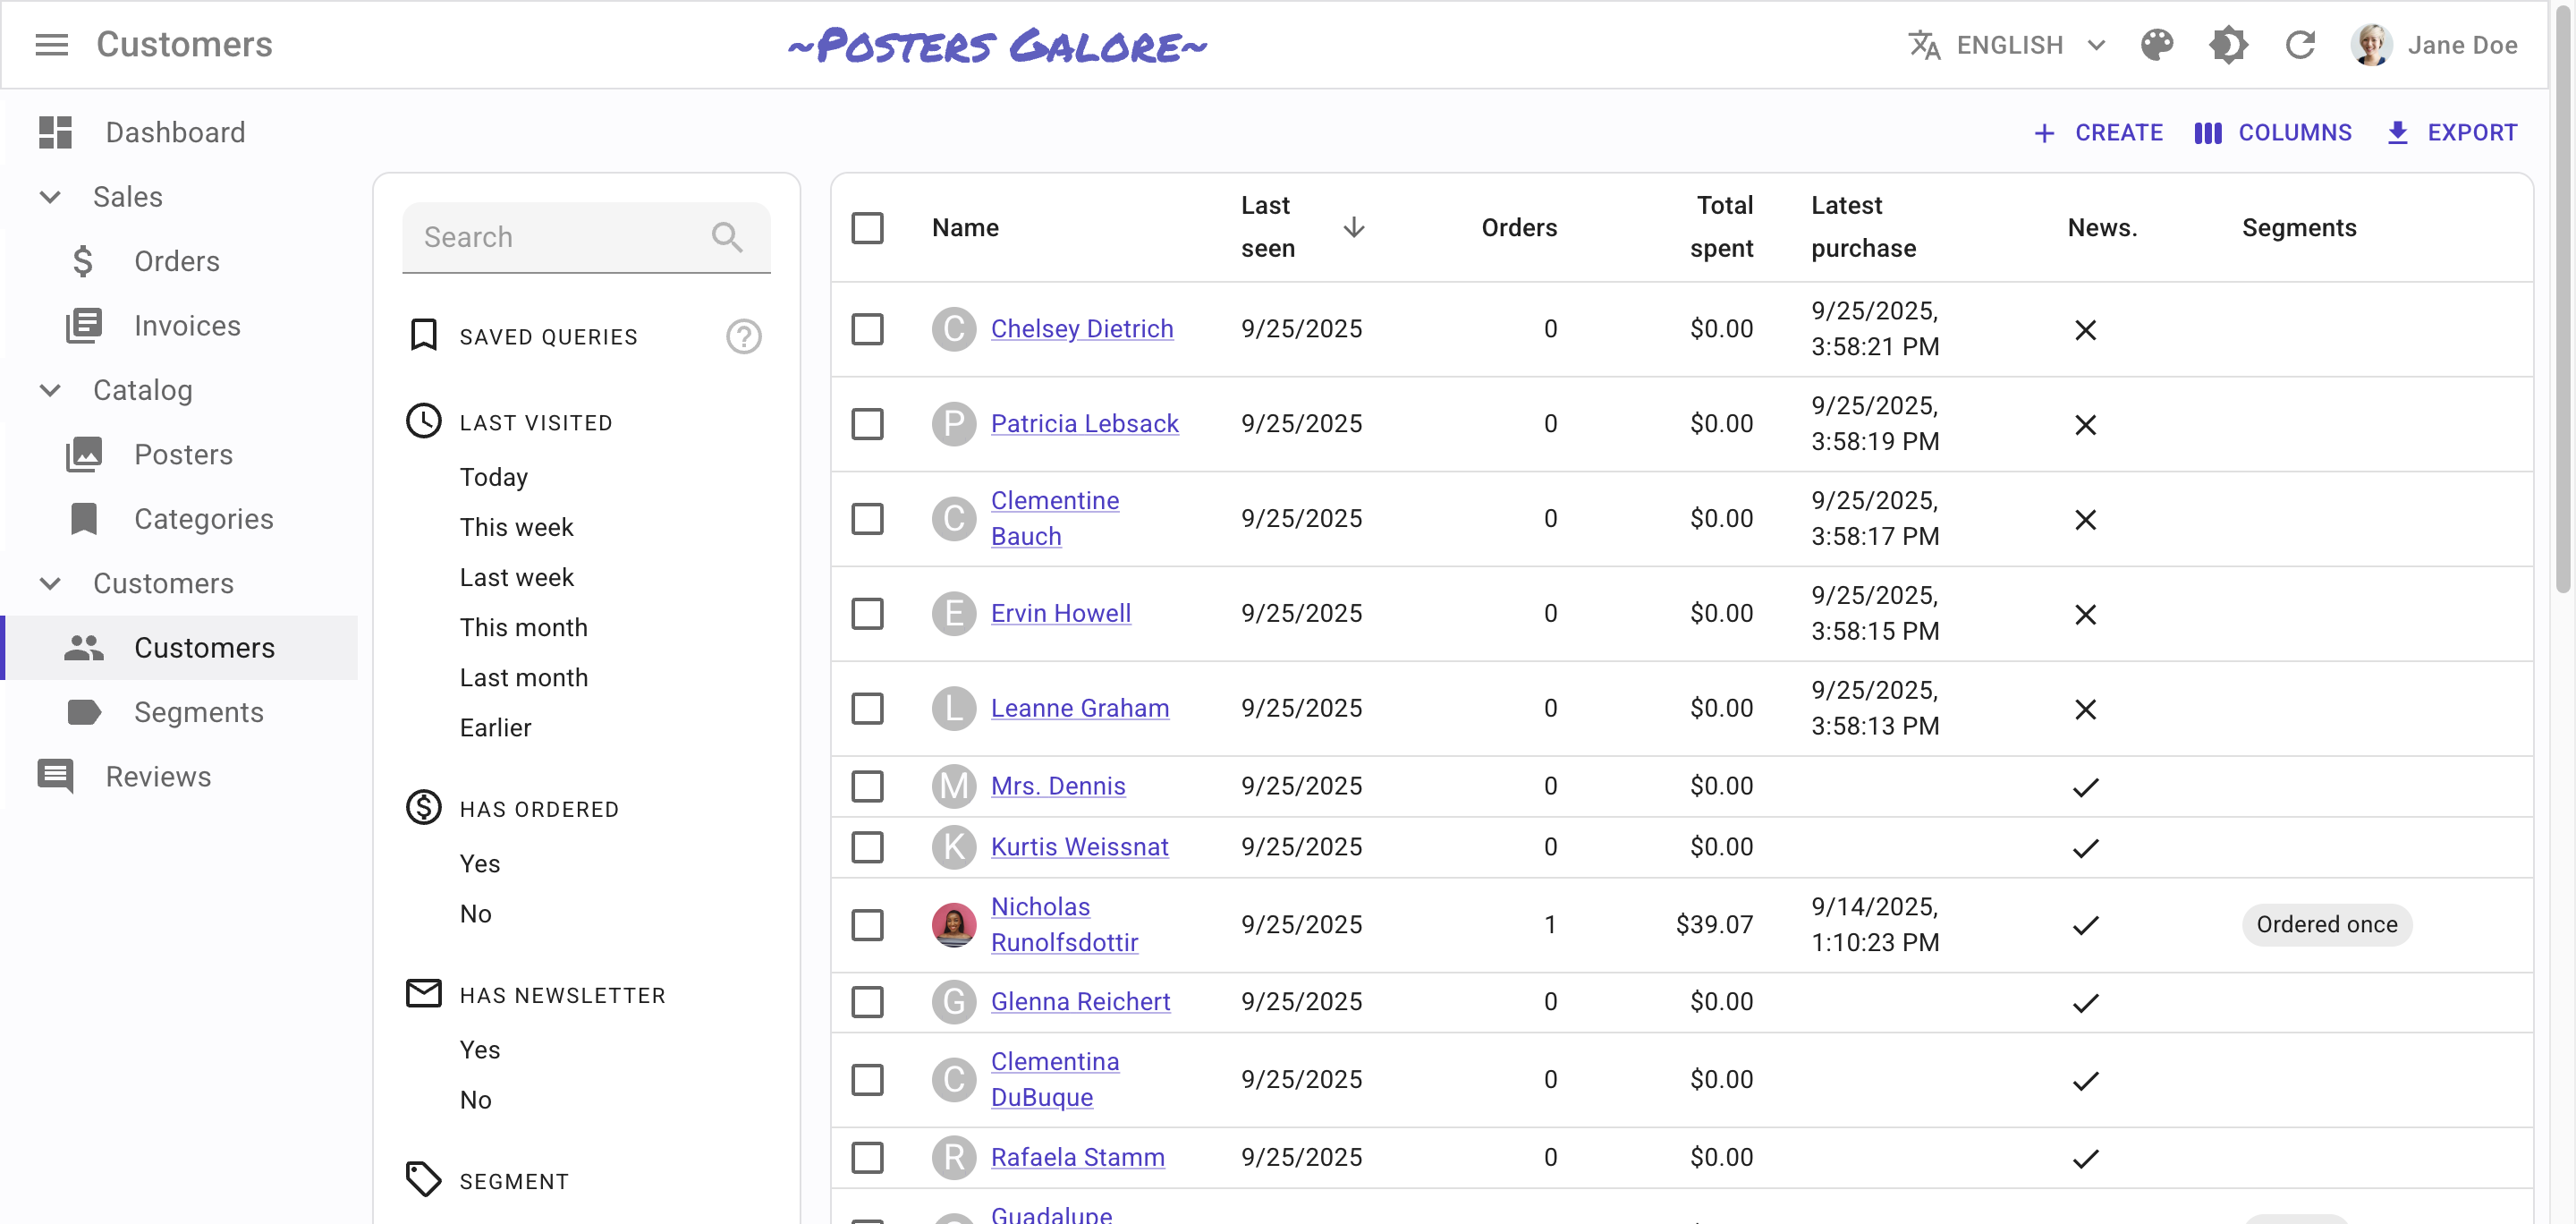 Customers
~Posters Galore~
ENGLISH
Jane Doe
Dashboard
Sales
Orders
Invoices
Catalog
Posters
Categories
Customers
Customers
Segments
Reviews
CREATE
COLUMNS
EXPORT
Search
SAVED QUERIES
?
LAST VISITED
Today
This week
Last week
This month
Last month
Earlier
HAS ORDERED
Yes
No
HAS NEWSLETTER
Yes
No
SEGMENT
Name
Last
seen
Orders
Total
spent
Latest
purchase
News.
Segments
C
Chelsey Dietrich
9/25/2025
0
$0.00
9/25/2025,
3:58:21 PM
P
Patricia Lebsack
9/25/2025
0
$0.00
9/25/2025,
3:58:19 PM
C
Clementine
Bauch
9/25/2025
0
$0.00
9/25/2025,
3:58:17 PM
E
Ervin Howell
9/25/2025
0
$0.00
9/25/2025,
3:58:15 PM
L
Leanne Graham
9/25/2025
0
$0.00
9/25/2025,
3:58:13 PM
M
Mrs. Dennis
9/25/2025
0
$0.00
K
Kurtis Weissnat
9/25/2025
0
$0.00
Nicholas
Runolfsdottir
9/25/2025
1
$39.07
9/14/2025,
1:10:23 PM
Ordered once
G
Glenna Reichert
9/25/2025
0
$0.00
C
Clementina
DuBuque
9/25/2025
0
$0.00
R
Rafaela Stamm
9/25/2025
0
$0.00
Guadalupe